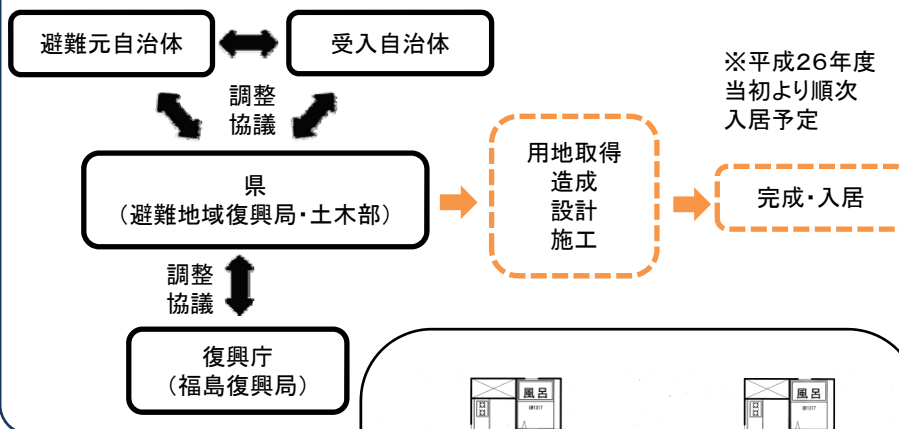 避難元自治体
受入自治体
調整
協議
※平成26年度
当初より順次
入居予定
県
(避難地域復興局・土木部)
用地取得
造成
設計
施工
完成・入居
調整
協議
復興庁
(福島復興局)
風呂
風呂